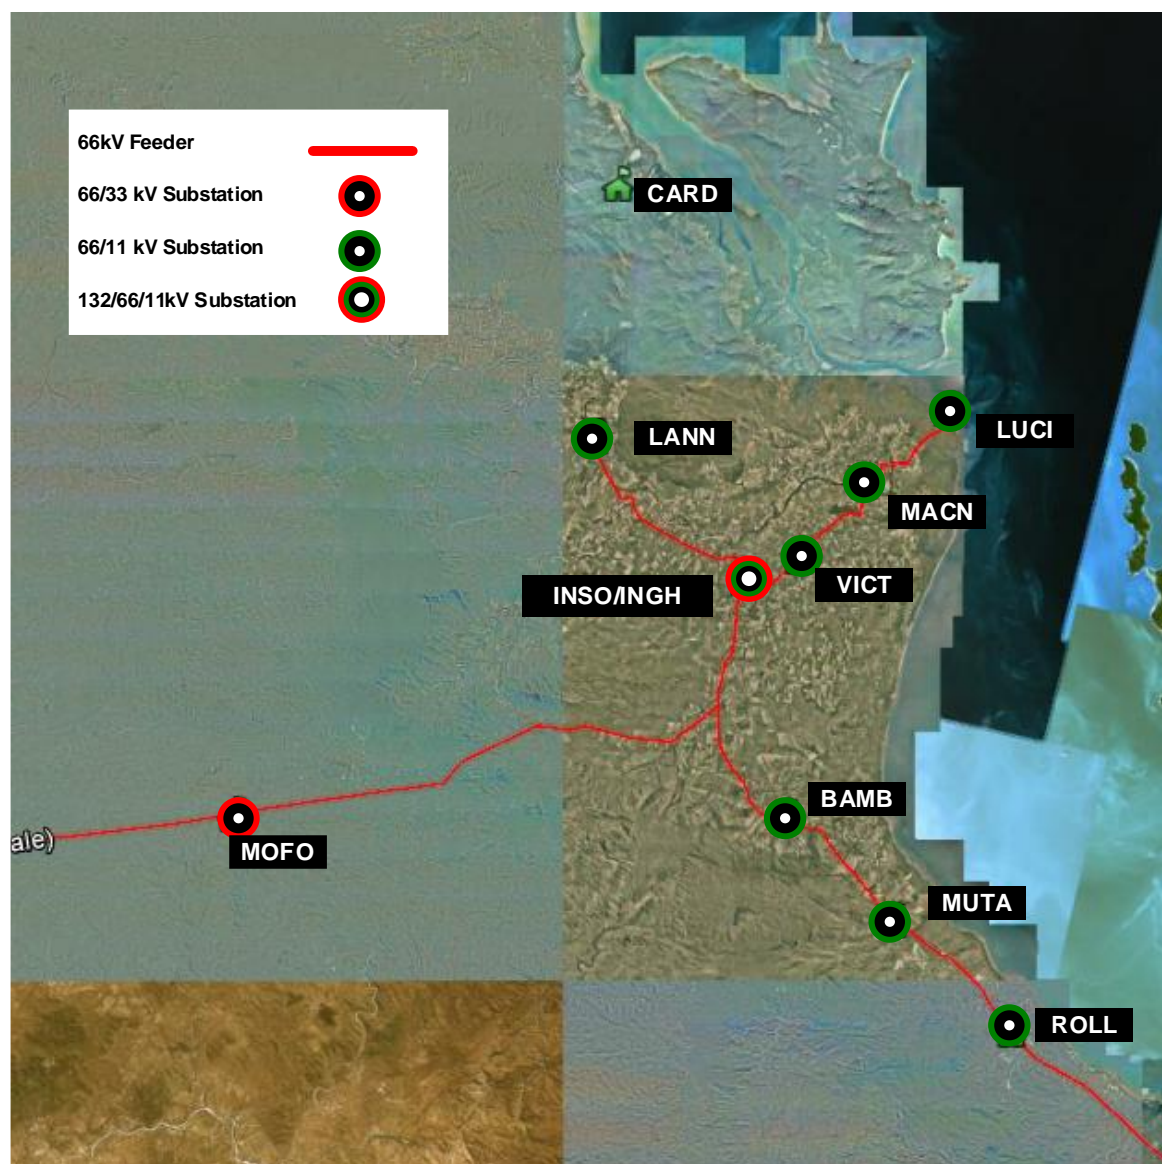 66kV Feeder
66/33 kV Substation
66/11 kV Substation
132/66/11kV Substation
CARD
LUCI
LANN
MACN
VICT
INSO/INGH
BAMB
ale)
MOFO
MUTA
ROLL